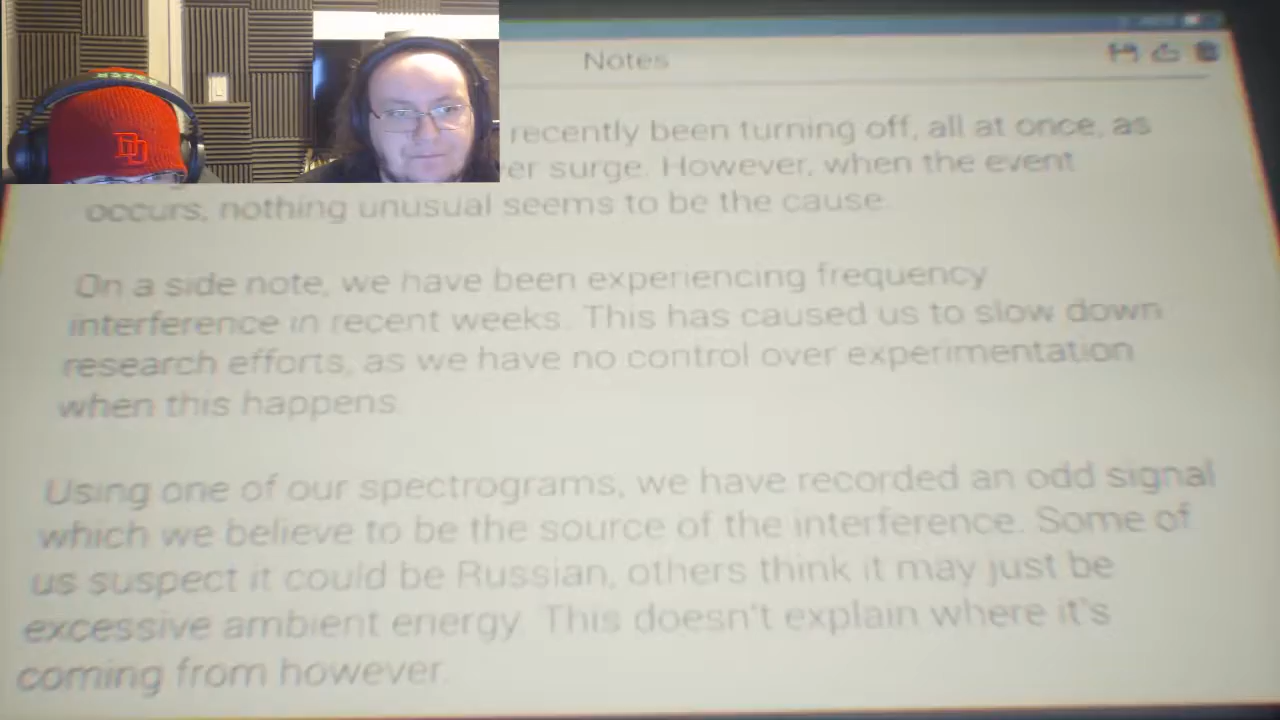 Notes
recently been turning off, all at once, as
er surge. However, when the event
occurs, nothing unusual seems to be the cause.
On a side note, we have been experiencing frequency
interference in recent weeks. This has caused us to slow down
research efforts, as we have no control over experimentation
when this happens.
Using one of our spectrograms, we have recorded an odd signal
which we believe to be the source of the interference. Some of
us suspect it could be Russian, others think it may just be
excessive ambient energy. This doesn't explain where it's
coming from however.